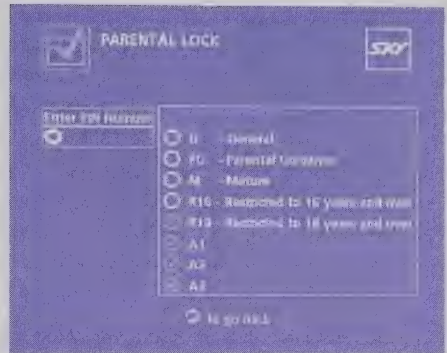 PARENTAL LOCK
SKY
Enter PIN Number
G - General
PG - Parental Guidance
M - Mature
R16 - Restricted to 16 years and over
R18 - Restricted to 18 years and over
A1
A2
A3
to go back